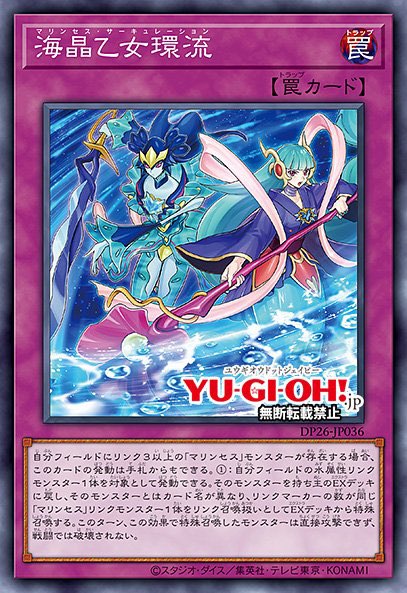 マリンセス・サーキュレーション
海晶乙女環流
トラップ
罠
トラップ
【罠カード】
ユウギオウドットジェイピー
YU-GI-OH!.jp
無断転載禁止
DP26-JP036
自分フィールドにリンク3以上の「マリンセス」モンスターが存在する場合、
このカードの発動は手札からもできる。①:自分フィールドの水属性リンク
モンスター1体を対象として発動できる。そのモンスターを持ち主のEXデッキ
に戻し、そのモンスターとはカード名が異なり、リンクマーカーの数が同じ
「マリンセス」リンクモンスター1体をリンク召喚扱いとしてEXデッキから特殊
召喚する。このターン、この効果で特殊召喚したモンスターは直接攻撃できず、
戦闘では破壊されない。
©スタジオ・ダイス/集英社・テレビ東京・KONAMI